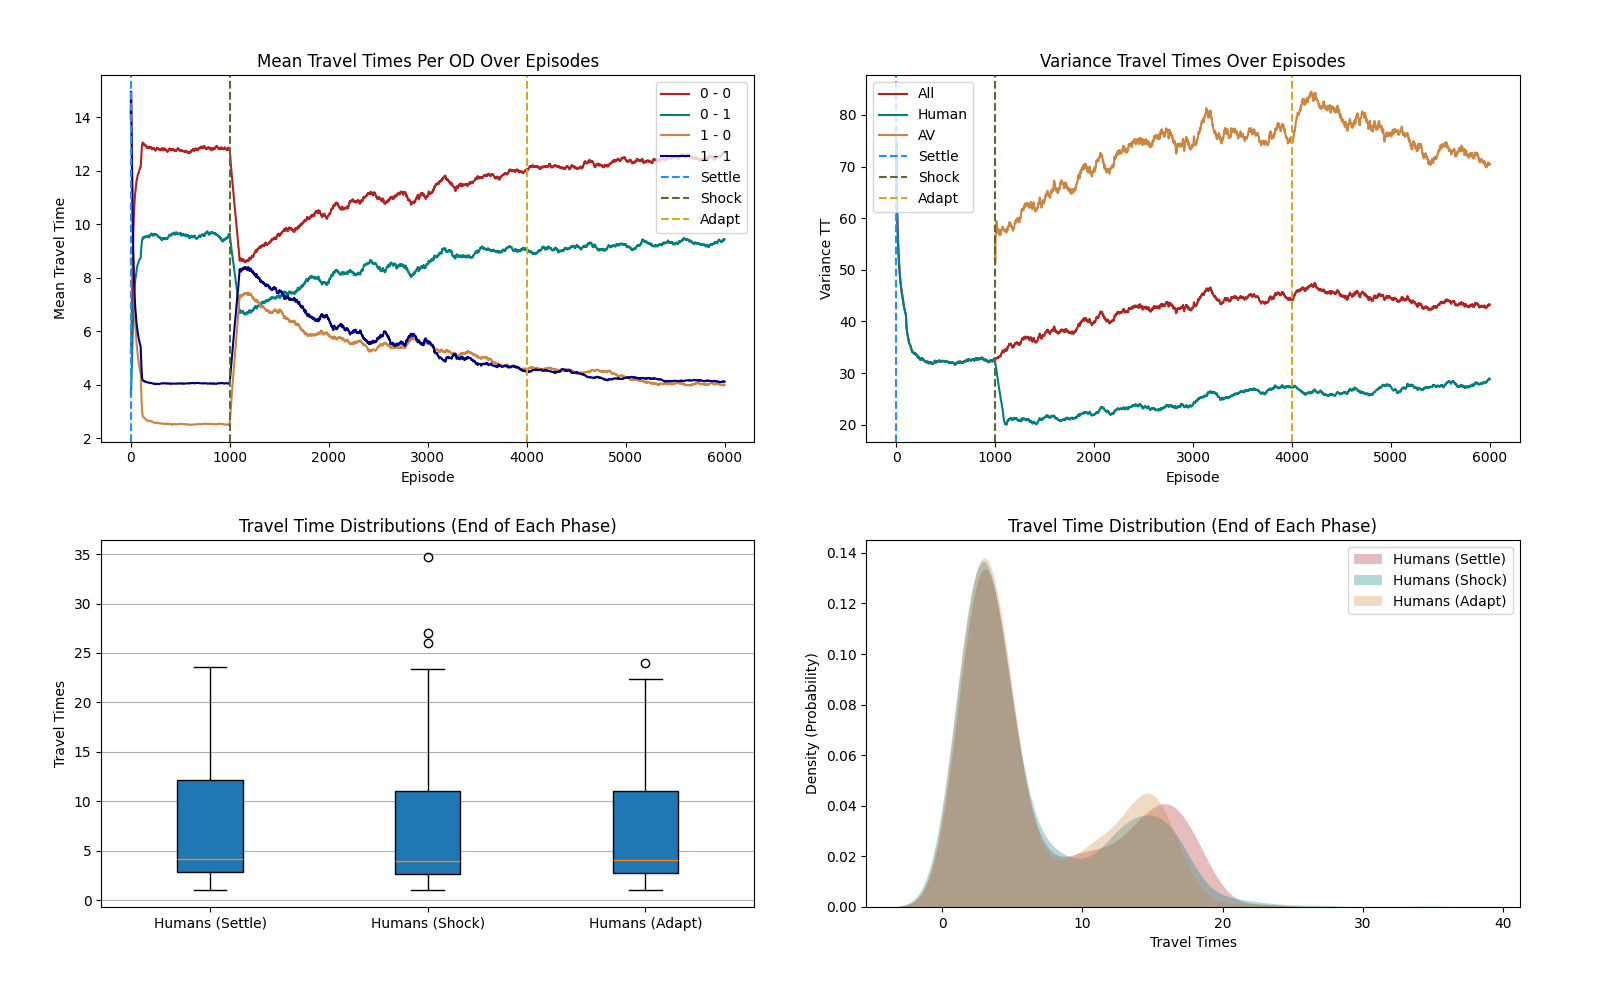 Mean Travel Times Per OD Over Episodes
Mean Travel Time
14
12
10
8
6
4
2
0
1000
2000
3000
4000
5000
6000
Episode
0 - 0
0 - 1
1 - 0
1 - 1
Settle
Shock
Adapt
Variance Travel Times Over Episodes
Variance TT
80
70
60
50
40
30
20
0
1000
2000
3000
4000
5000
6000
Episode
All
Human
AV
Settle
Shock
Adapt
Travel Time Distributions (End of Each Phase)
Travel Times
35
30
25
20
15
10
5
0
Humans (Settle)
Humans (Shock)
Humans (Adapt)
Travel Time Distribution (End of Each Phase)
Density (Probability)
0.14
0.12
0.10
0.08
0.06
0.04
0.02
0.00
0
10
20
30
40
Travel Times
Humans (Settle)
Humans (Shock)
Humans (Adapt)